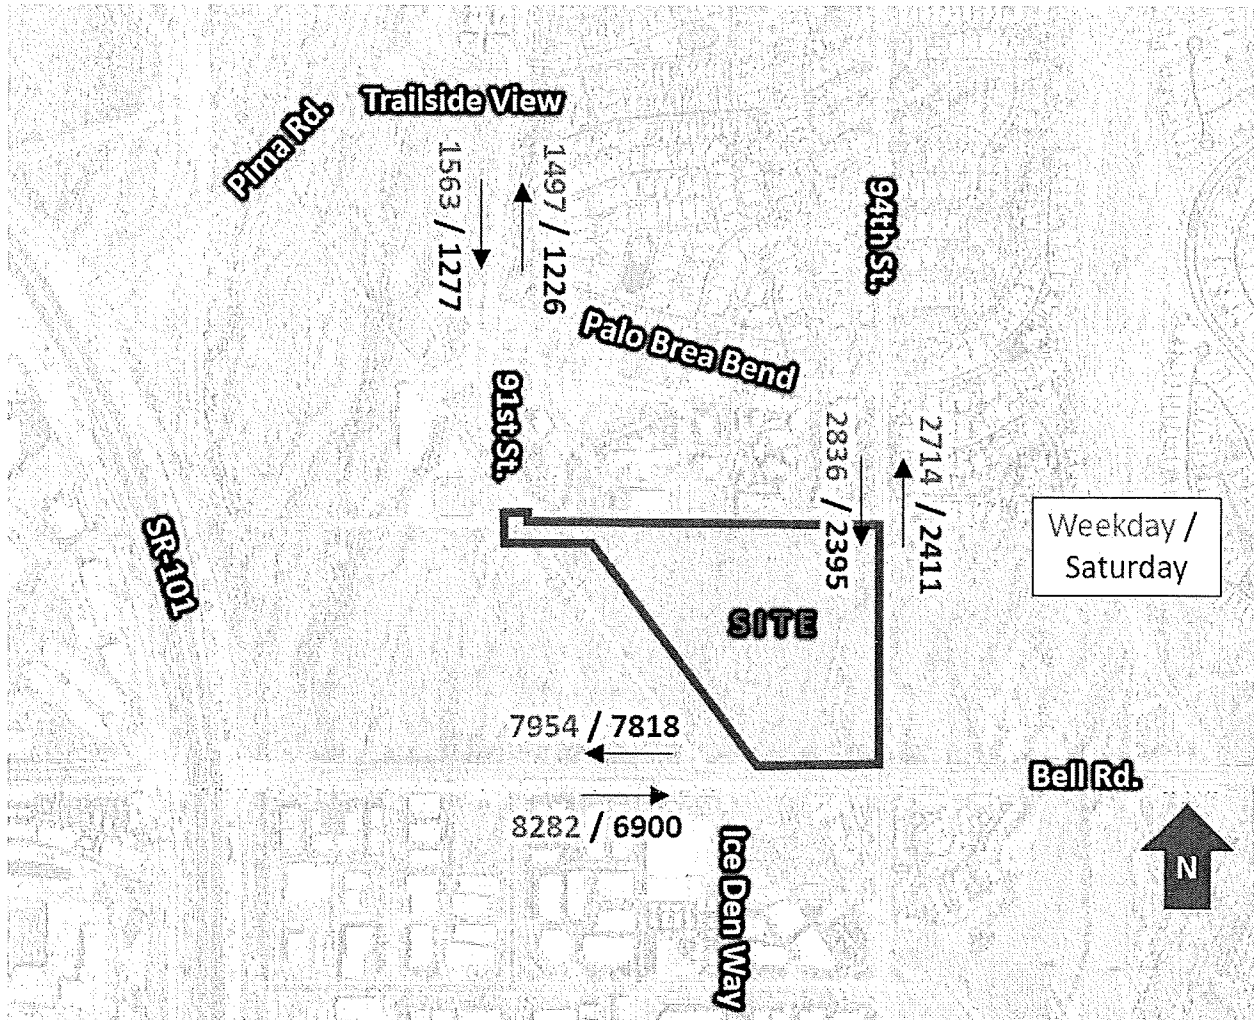 Trailside View
Pima Rd.
1563 / 1277
1497 / 1226
94th St.
Palo Brea Bend
91st St.
2836 / 2395
2714 / 2411
Weekday /
Saturday
SR-101
SITE
7954 / 7818
Bell Rd.
8282 / 6900
Ice Den Way
N